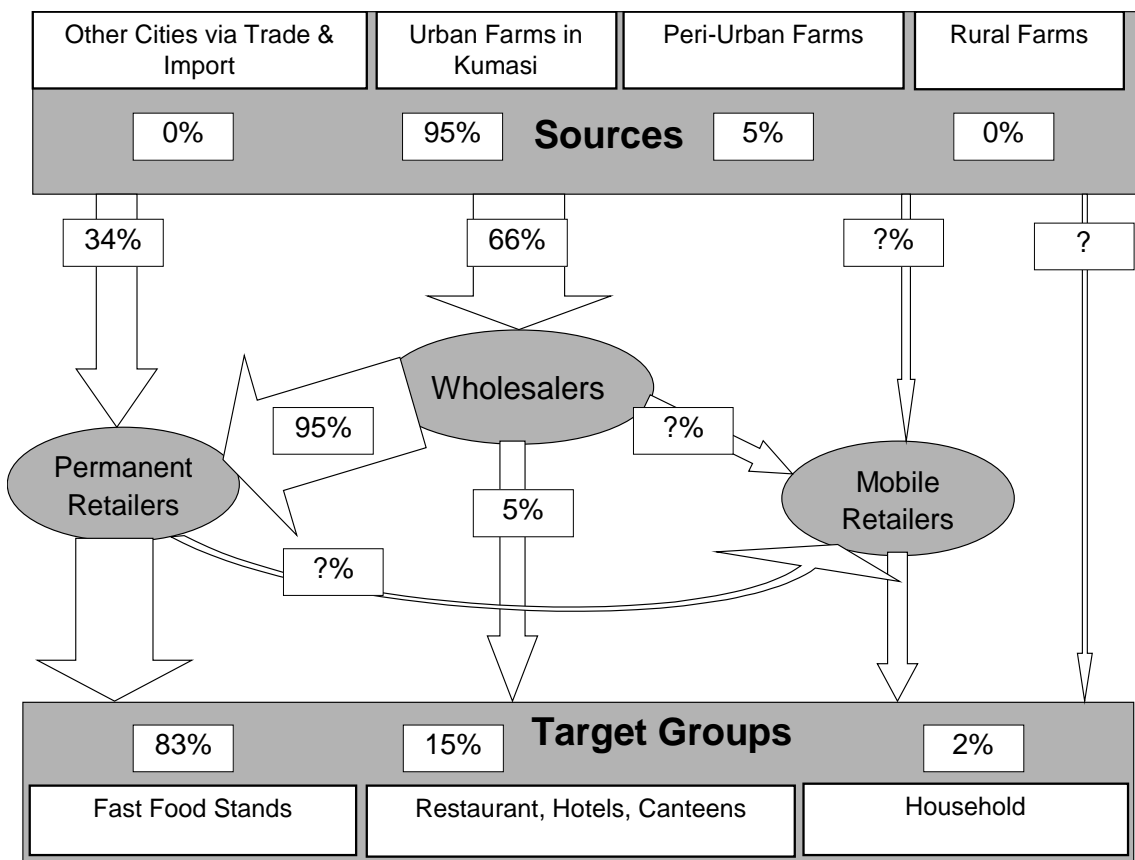 Other Cities via Trade &
Import
Urban Farms in
Kumasi
Peri-Urban Farms
Rural Farms
0%
95%
Sources
5%
0%
34%
66%
?%
?
Wholesalers
95%
?%
Permanent
Retailers
5%
Mobile
Retailers
?%
Target Groups
83%
15%
2%
Fast Food Stands
Restaurant, Hotels, Canteens
Household